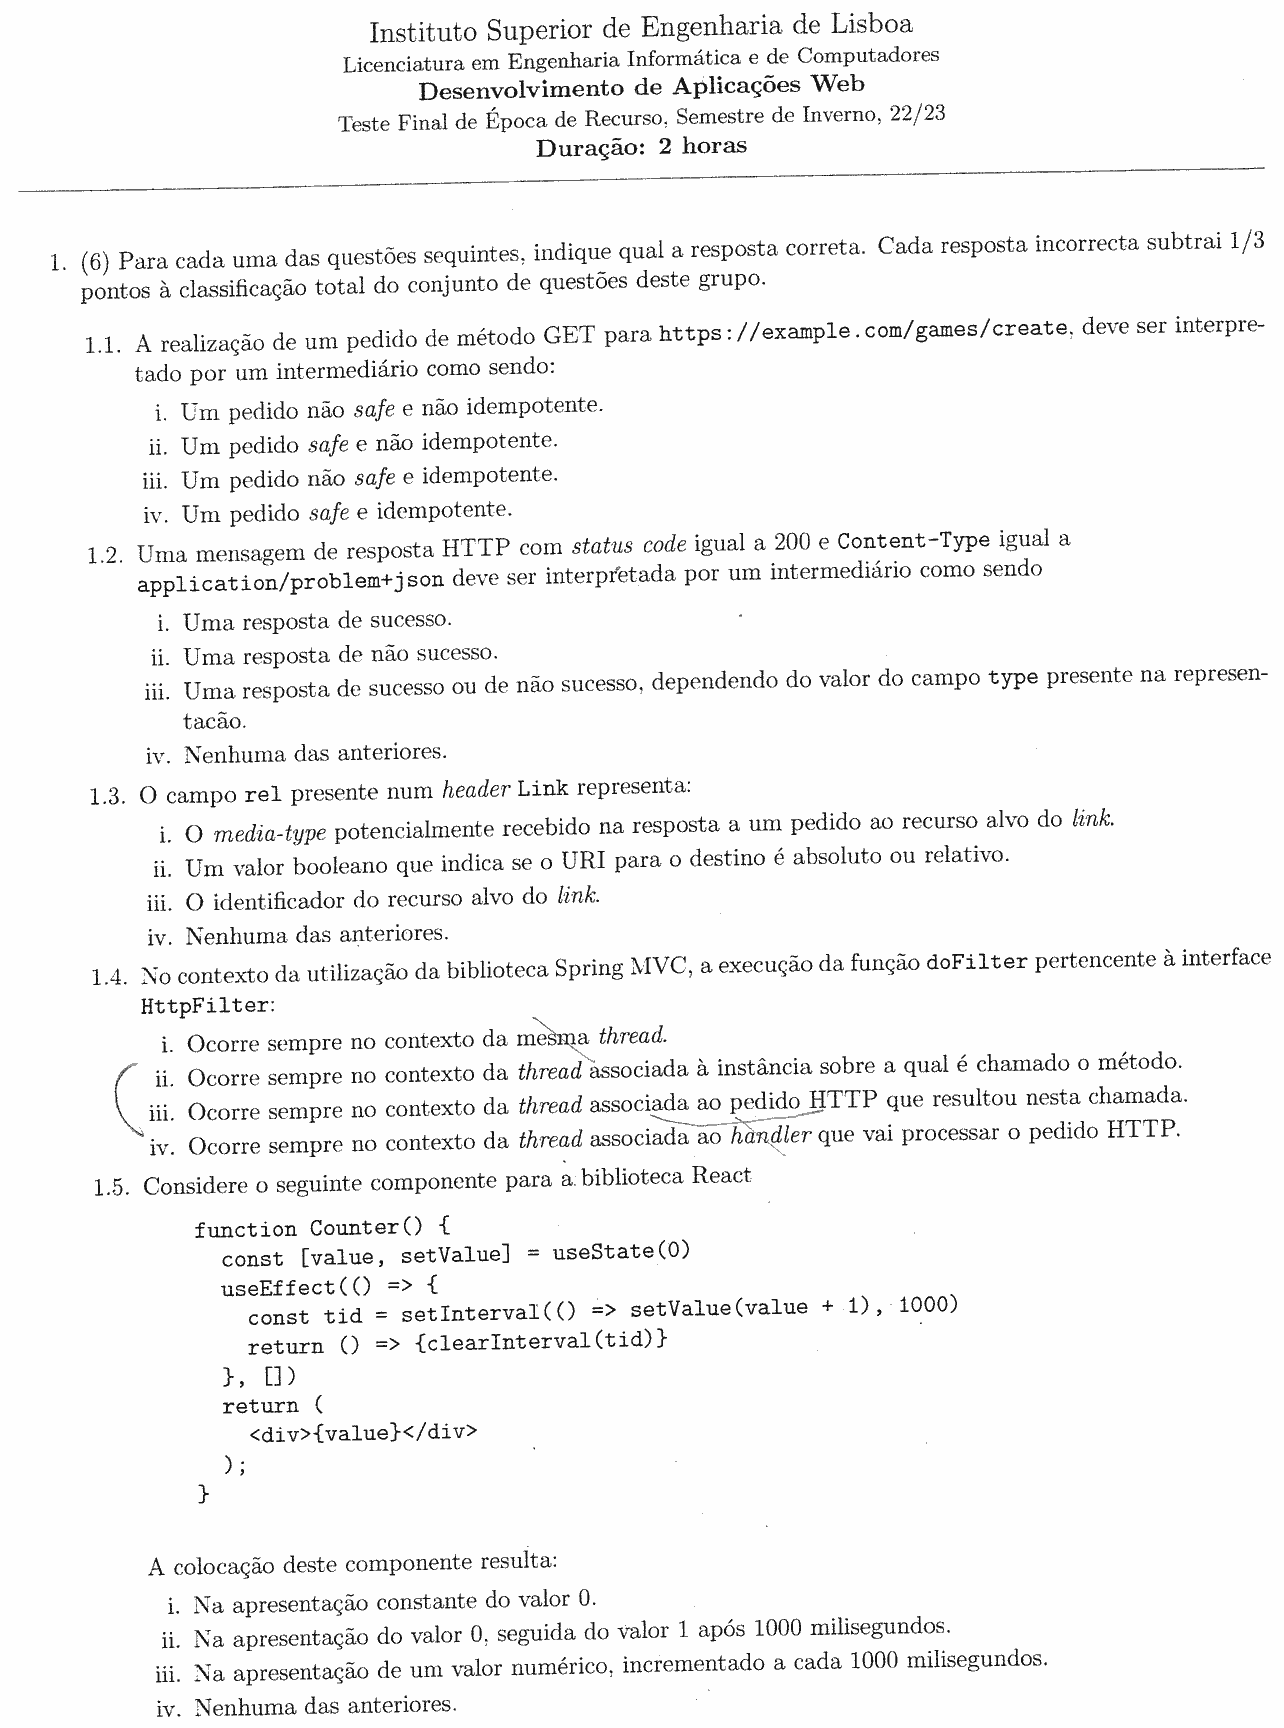 Instituto Superior de Engenharia de Lisboa
Licenciatura em Engenharia Informática e de Computadores
Desenvolvimento de Aplicações Web
Teste Final de Época de Recurso, Semestre de Inverno, 22/23
Duração: 2 horas
1. (6) Para cada uma das questões sequintes, indique qual a resposta correta. Cada resposta incorrecta subtrai 1/3
pontos à classificação total do conjunto de questões deste grupo.
1.1. A realização de um pedido de método GET para https://example.com/games/create, deve ser interpre-
tado por um intermediário como sendo:
i. Um pedido não safe e não idempotente.
ii. Um pedido safe e não idempotente.
iii. Um pedido não safe e idempotente.
iv. Um pedido safe e idempotente.
1.2. Uma mensagem de resposta HTTP com status code igual a 200 e Content-Type igual a
application/problem+json deve ser interpretada por um intermediário como sendo
i. Uma resposta de sucesso.
ii. Uma resposta de não sucesso.
iii. Uma resposta de sucesso ou de não sucesso, dependendo do valor do campo type presente na represen-
tacão.
iv. Nenhuma das anteriores.
1.3. O campo rel presente num header Link representa:
i. O media-type potencialmente recebido na resposta a um pedido ao recurso alvo do link.
ii. Um valor booleano que indica se o URI para o destino é absoluto ou relativo.
iii. O identificador do recurso alvo do link.
iv. Nenhuma das anteriores.
1.4. No contexto da utilização da biblioteca Spring MVC, a execução da função doFilter pertencente à interface
HttpFilter:
i. Ocorre sempre no contexto da mesma thread.
ii. Ocorre sempre no contexto da thread associada à instância sobre a qual é chamado o método.
iii. Ocorre sempre no contexto da thread associada ao pedido HTTP que resultou nesta chamada.
iv. Ocorre sempre no contexto da thread associada ao handler que vai processar o pedido HTTP.
1.5. Considere o seguinte componente para a biblioteca React
function Counter() {
const [value, setValue] = useState(0)
useEffect(() => {
const tid = setInterval(() => setValue(value + 1), 1000)
return () => {clearInterval(tid)}
}, [])
return (
<div>{value}</div>
);
}
A colocação deste componente resulta:
i. Na apresentação constante do valor 0.
ii. Na apresentação do valor 0, seguida do valor 1 após 1000 milisegundos.
iii. Na apresentação de um valor numérico, incrementado a cada 1000 milisegundos.
iv. Nenhuma das anteriores.